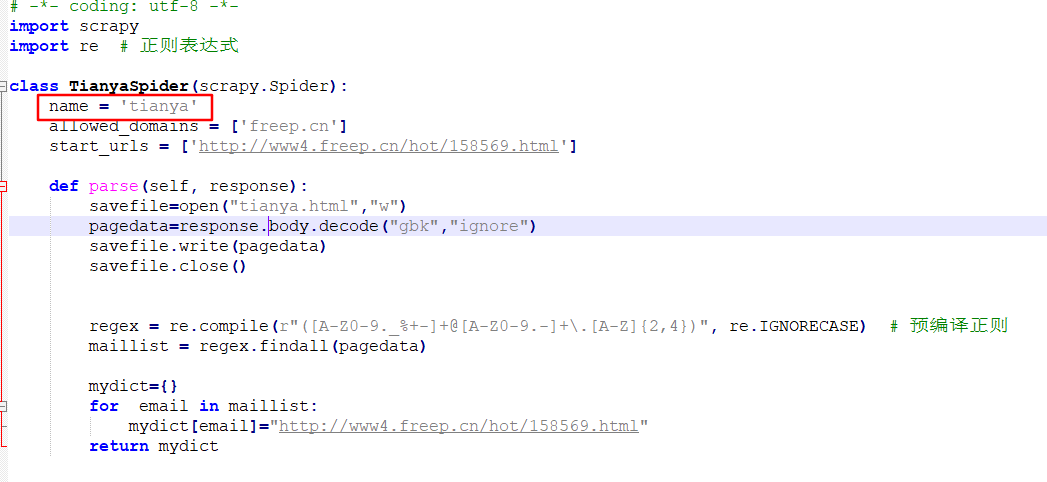 # -*- coding: utf-8 -*-
import scrapy
import re  # 正则表达式
class TianyaSpider(scrapy.Spider):
    name = 'tianya'
    allowed_domains = ['freep.cn']
    start_urls = ['http://www4.freep.cn/hot/158569.html']
    def parse(self, response):
        savefile=open("tianya.html","w")
        pagedata=response.body.decode("gbk","ignore")
        savefile.write(pagedata)
        savefile.close()
        regex = re.compile(r"([A-Z0-9._%+-]+@[A-Z0-9.-]+\.[A-Z]{2,4})", re.IGNORECASE)  # 预编译正则
        maillist = regex.findall(pagedata)
        mydict={}
        for  email in maillist:
            mydict[email]="http://www4.freep.cn/hot/158569.html"
        return mydict